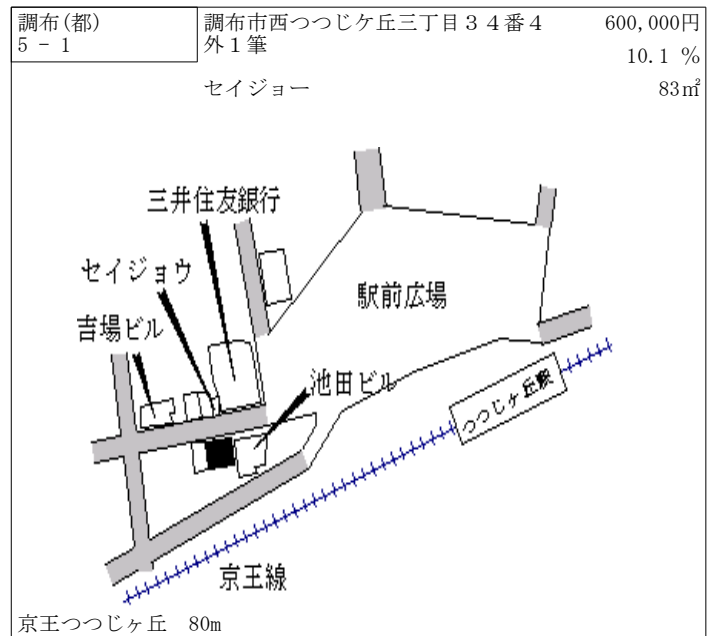 調布(都)
5 - 1
調布市西つつじケ丘三丁目３４番４
外１筆
600,000円
10.1 %
セイジョー
83㎡
三井住友銀行
セイジョウ
吉場ビル
駅前広場
池田ビル
つつじヶ丘駅
京王線
京王つつじヶ丘　80m